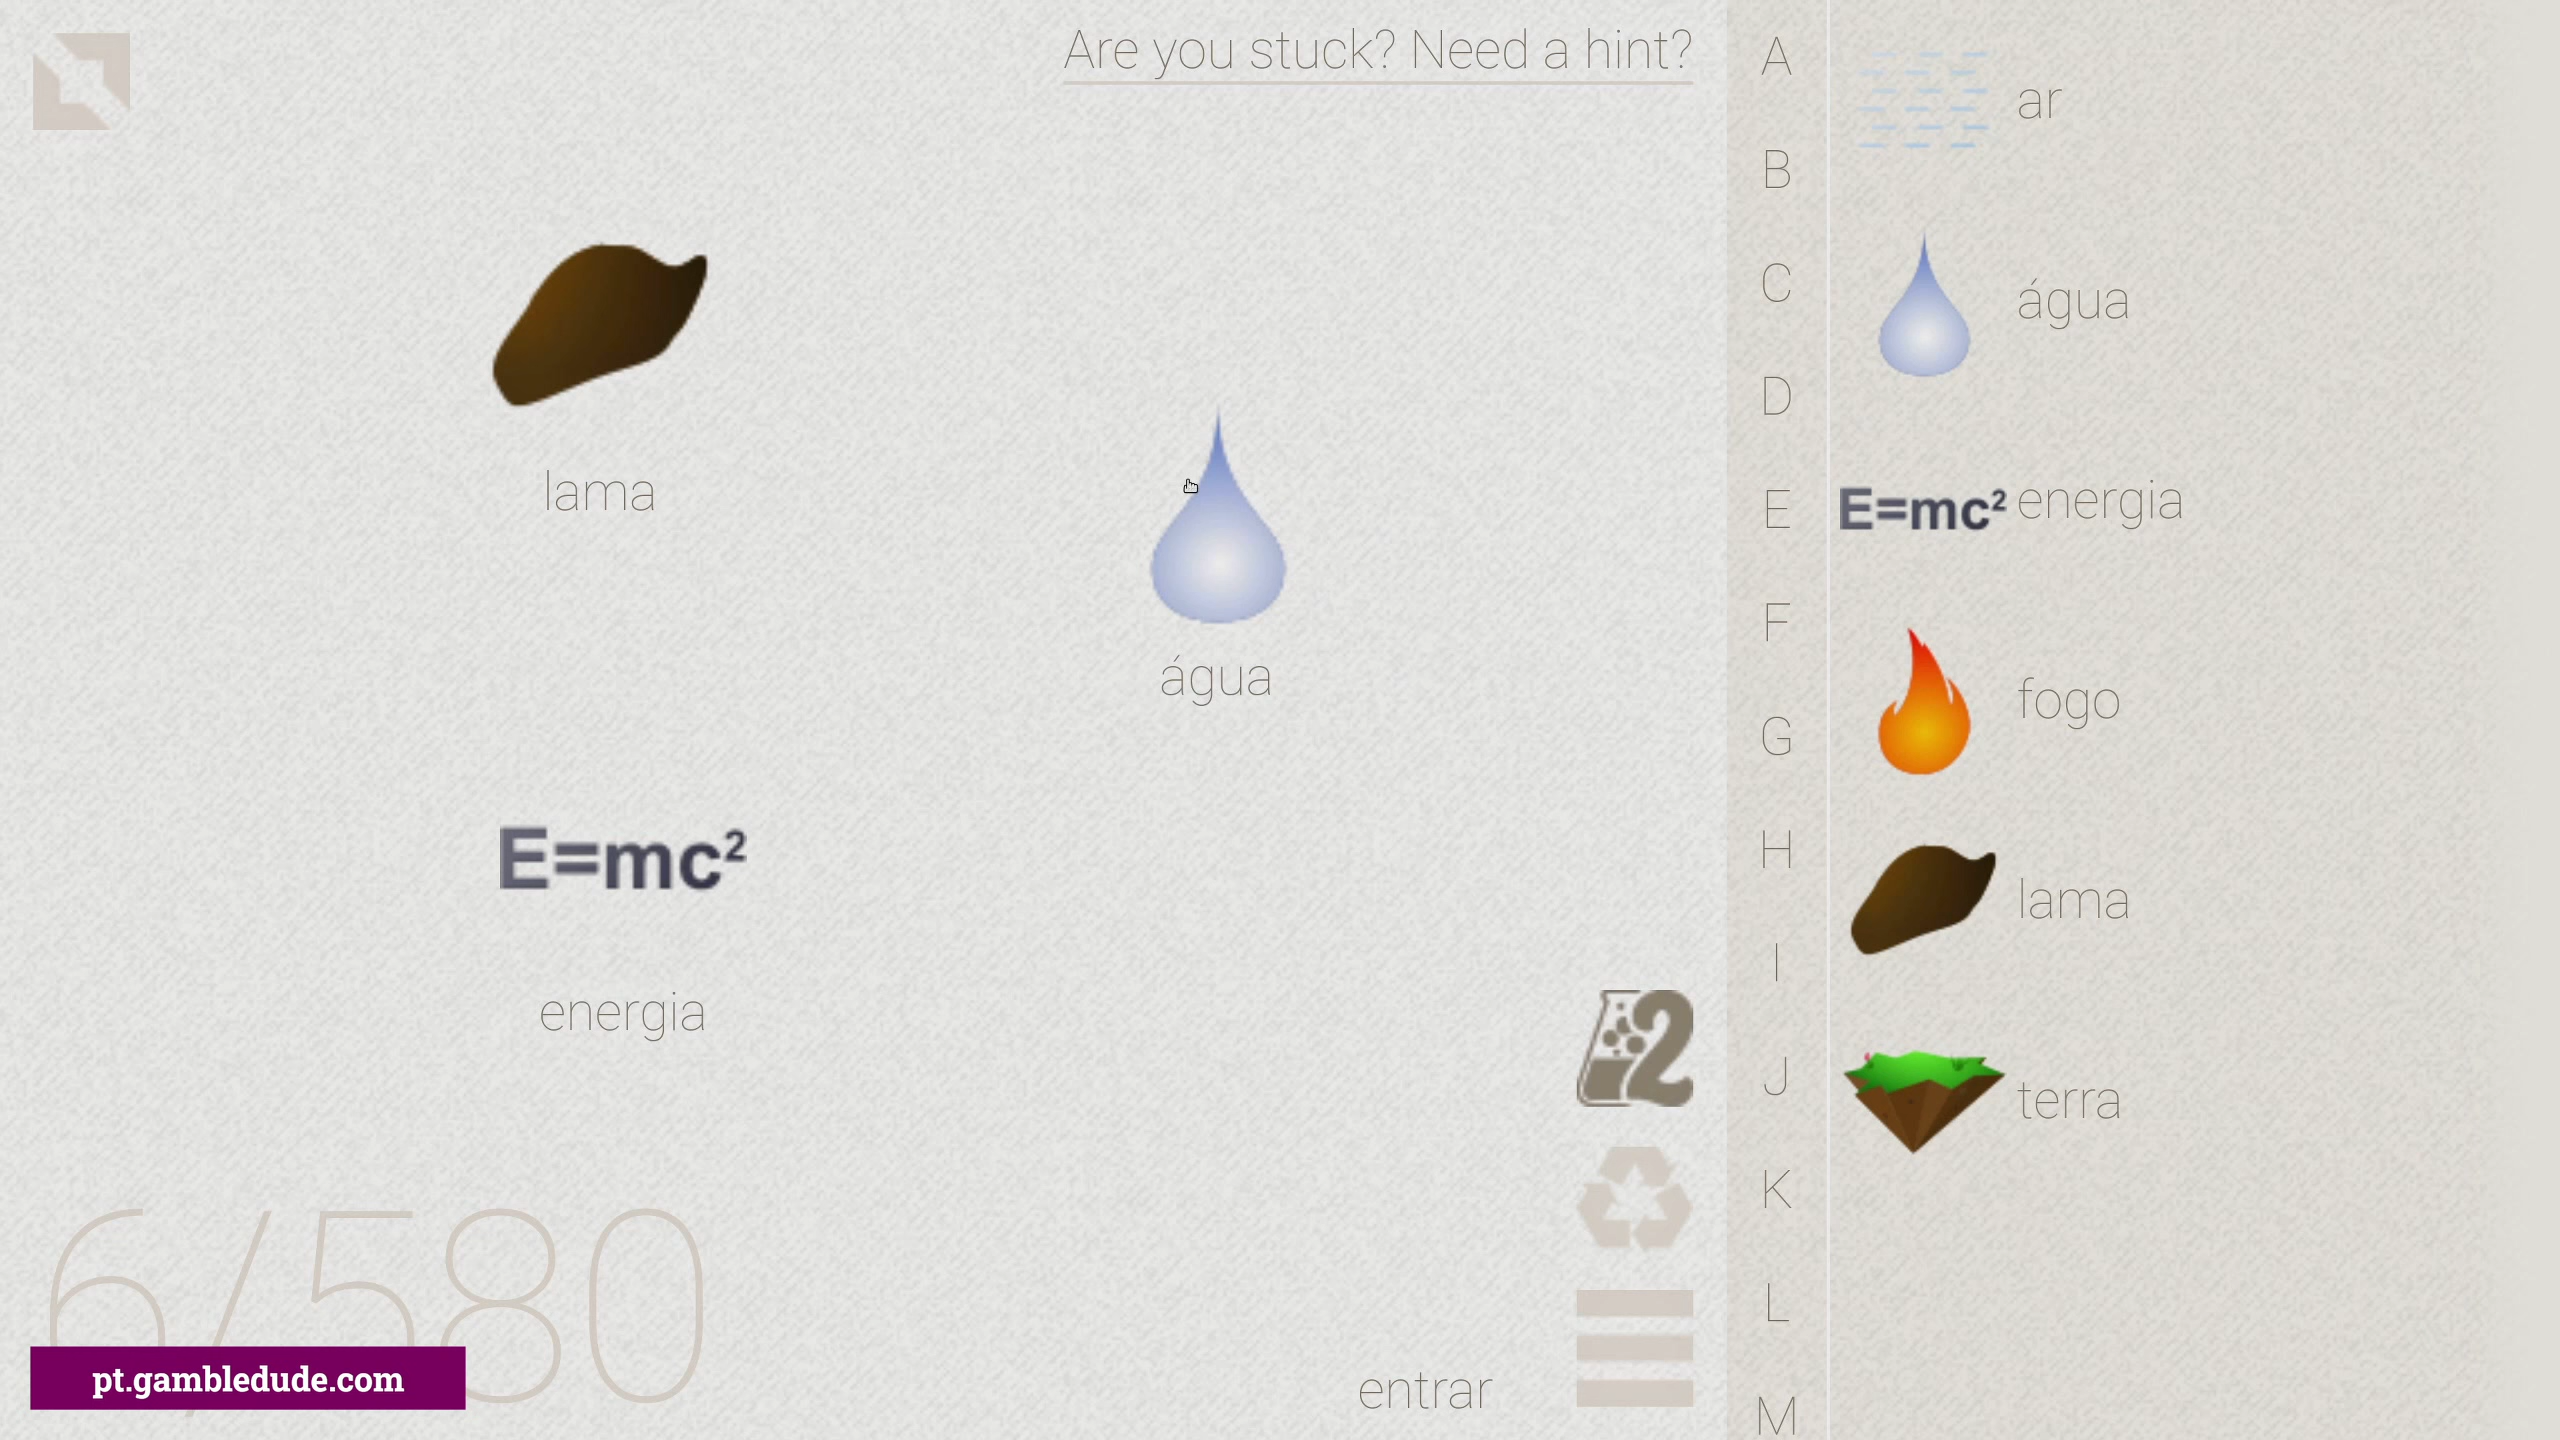 Are you stuck? Need a hint?
lama
água
E=mc²
energia
6/580
pt.gambledude.com
entrar
2
A
B
C
D
E
F
G
H
I
J
K
L
M
ar
água
E=mc² energia
fogo
lama
terra